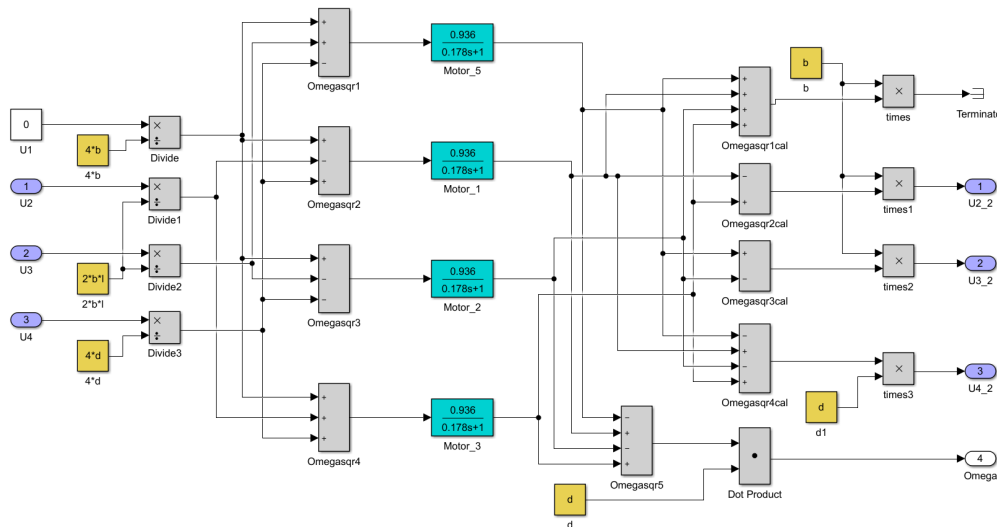 +
+
−
Omegasqr1
0.936
0.178s+1
Motor_5
b
b
+
+
+
+
Omegasqr1cal
×
times
Terminato
0
U1
4*b
4*b
×
÷
Divide
+
−
+
Omegasqr2
0.936
0.178s+1
Motor_1
1
U2
×
÷
Divide1
−
+
Omegasqr2cal
×
times1
1
U2_2
2
U3
2*b*l
2*b*l
×
÷
Divide2
+
−
−
Omegasqr3
0.936
0.178s+1
Motor_2
+
−
Omegasqr3cal
×
times2
2
U3_2
3
U4
4*d
4*d
×
÷
Divide3
−
+
−
+
Omegasqr4cal
×
times3
3
U4_2
d
d1
+
+
+
Omegasqr4
0.936
0.178s+1
Motor_3
−
+
−
+
Omegasqr5
Dot Product
4
Omega
d
d